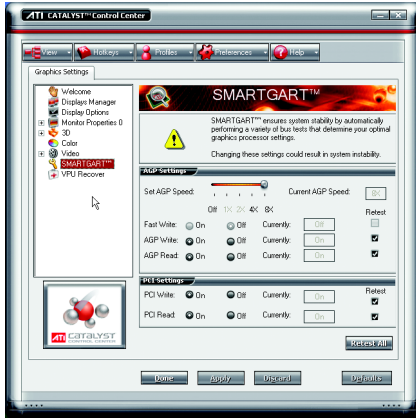 ATI CATALYST™ Control Center
View Hotkeys Profiles Preferences Help
Graphics Settings
Welcome
Displays Manager
Display Options
Monitor Properties 0
3D
Color
Video
SMARTGART™
VPU Recover
SMARTGART™
SMARTGART™ ensures system stability by automatically
performing a variety of bus tests that determine your optimal
graphics processor settings.
Changing these settings could result in system instability.
AGP Settings
Set AGP Speed: Current AGP Speed: 8X
Off 1X 2X 4X 8X
Retest
Fast Write: On Off Currently: Off
AGP Write: On Off Currently: On
AGP Read: On Off Currently: On
PCI Settings
Retest
PCI Write: On Off Currently: On
PCI Read: On Off Currently: On
Retest All
ATI CATALYST
CONTROL CENTER
Done Apply Discard Defaults